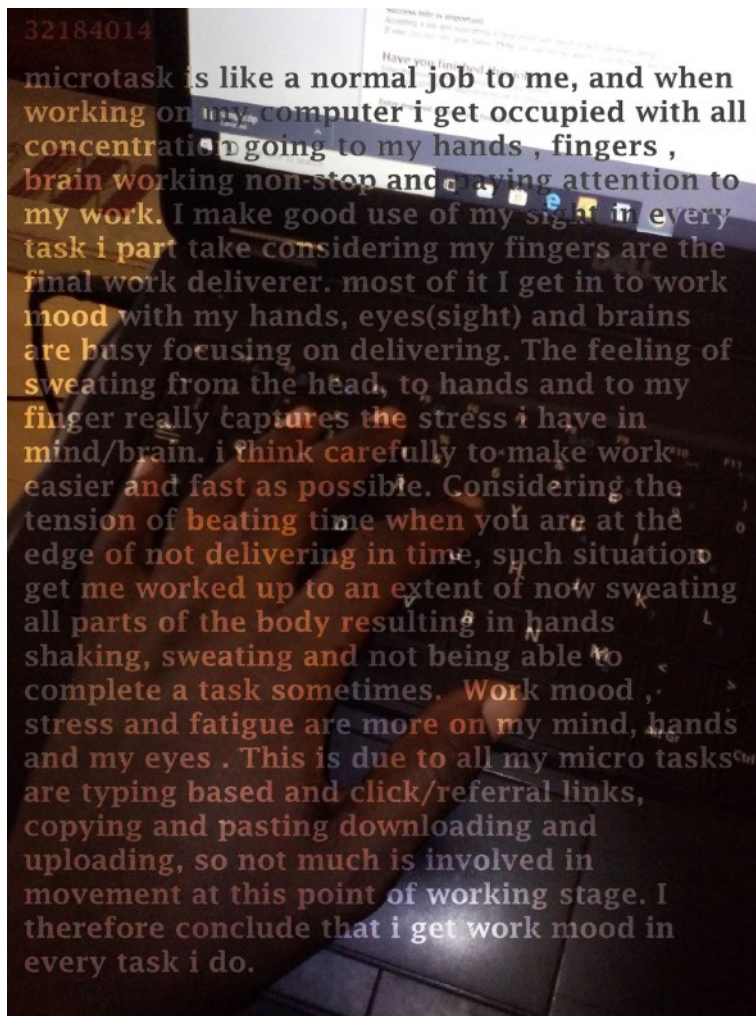 32184014
microtask is like a normal job to me, and when
working on my computer i get occupied with all
concentration going to my hands , fingers ,
brain working non-stop and paying attention to
my work. I make good use of my sight in every
task i part take considering my fingers are the
final work deliverer. most of it I get in to work
mood with my hands, eyes(sight) and brains
are busy focusing on delivering. The feeling of
sweating from the head, to hands and to my
finger really captures the stress i have in
mind/brain. i think carefully to make work
easier and fast as possible. Considering the
tension of beating time when you are at the
edge of not delivering in time, such situation
get me worked up to an extent of now sweating
all parts of the body resulting in hands
shaking, sweating and not being able to
complete a task sometimes. Work mood ,
stress and fatigue are more on my mind, hands
and my eyes . This is due to all my micro tasks
are typing based and click/referral links,
copying and pasting downloading and
uploading, so not much is involved in
movement at this point of working stage. I
therefore conclude that i get work mood in
every task i do.
Success rate is important
Have you finished